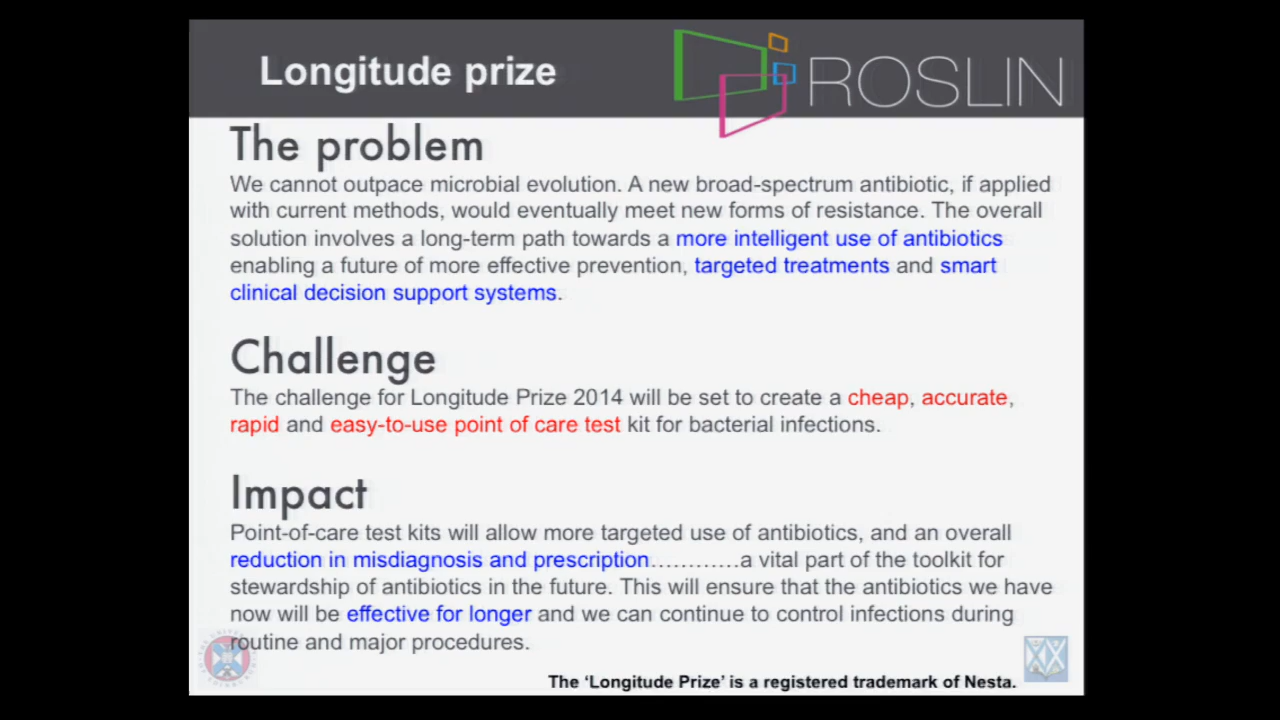 Longitude prize
ROSLIN
The problem
We cannot outpace microbial evolution. A new broad-spectrum antibiotic, if applied
with current methods, would eventually meet new forms of resistance. The overall
solution involves a long-term path towards a more intelligent use of antibiotics
enabling a future of more effective prevention, targeted treatments and smart
clinical decision support systems.
Challenge
The challenge for Longitude Prize 2014 will be set to create a cheap, accurate,
rapid and easy-to-use point of care test kit for bacterial infections.
Impact
Point-of-care test kits will allow more targeted use of antibiotics, and an overall
reduction in misdiagnosis and prescription…………a vital part of the toolkit for
stewardship of antibiotics in the future. This will ensure that the antibiotics we have
now will be effective for longer and we can continue to control infections during
routine and major procedures.
The ‘Longitude Prize’ is a registered trademark of Nesta.